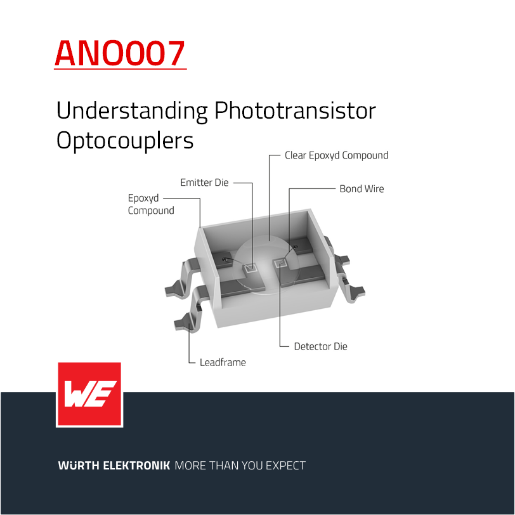 ANO007
Understanding Phototransistor
Optocouplers
Clear Epoxyd Compound
Emitter Die
Bond Wire
Epoxyd
Compound
Detector Die
Leadframe
WE
WÜRTH ELEKTRONIK MORE THAN YOU EXPECT